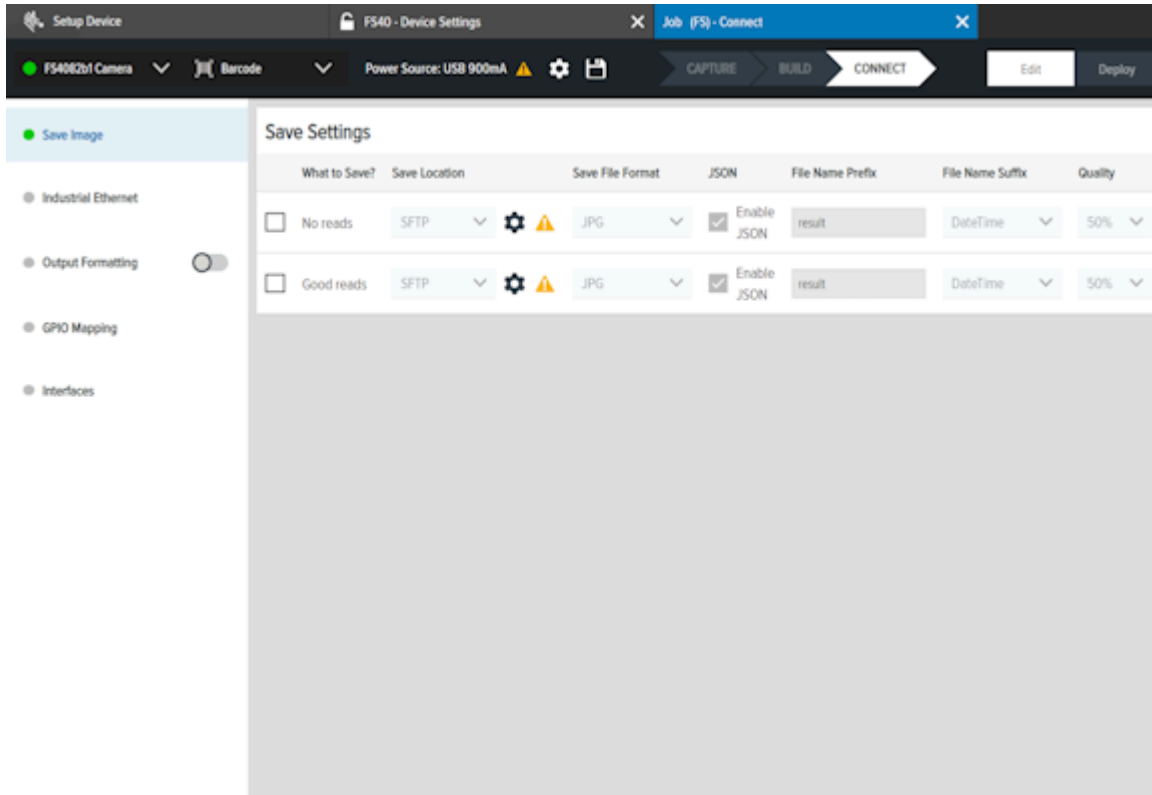 Setup Device
FS40 - Device Settings
Job (FS) - Connect
FS4082b1 Camera
Barcode
Power Source: USB 900mA
CAPTURE
BUILD
CONNECT
Edit
Deploy
Save Image
Industrial Ethernet
Output Formatting
GPIO Mapping
Interfaces
Save Settings
What to Save? Save Location Save File Format JSON File Name Prefix File Name Suffix Quality
No reads SFTP JPG Enable JSON result DateTime 50%
Good reads SFTP JPG Enable JSON result DateTime 50%